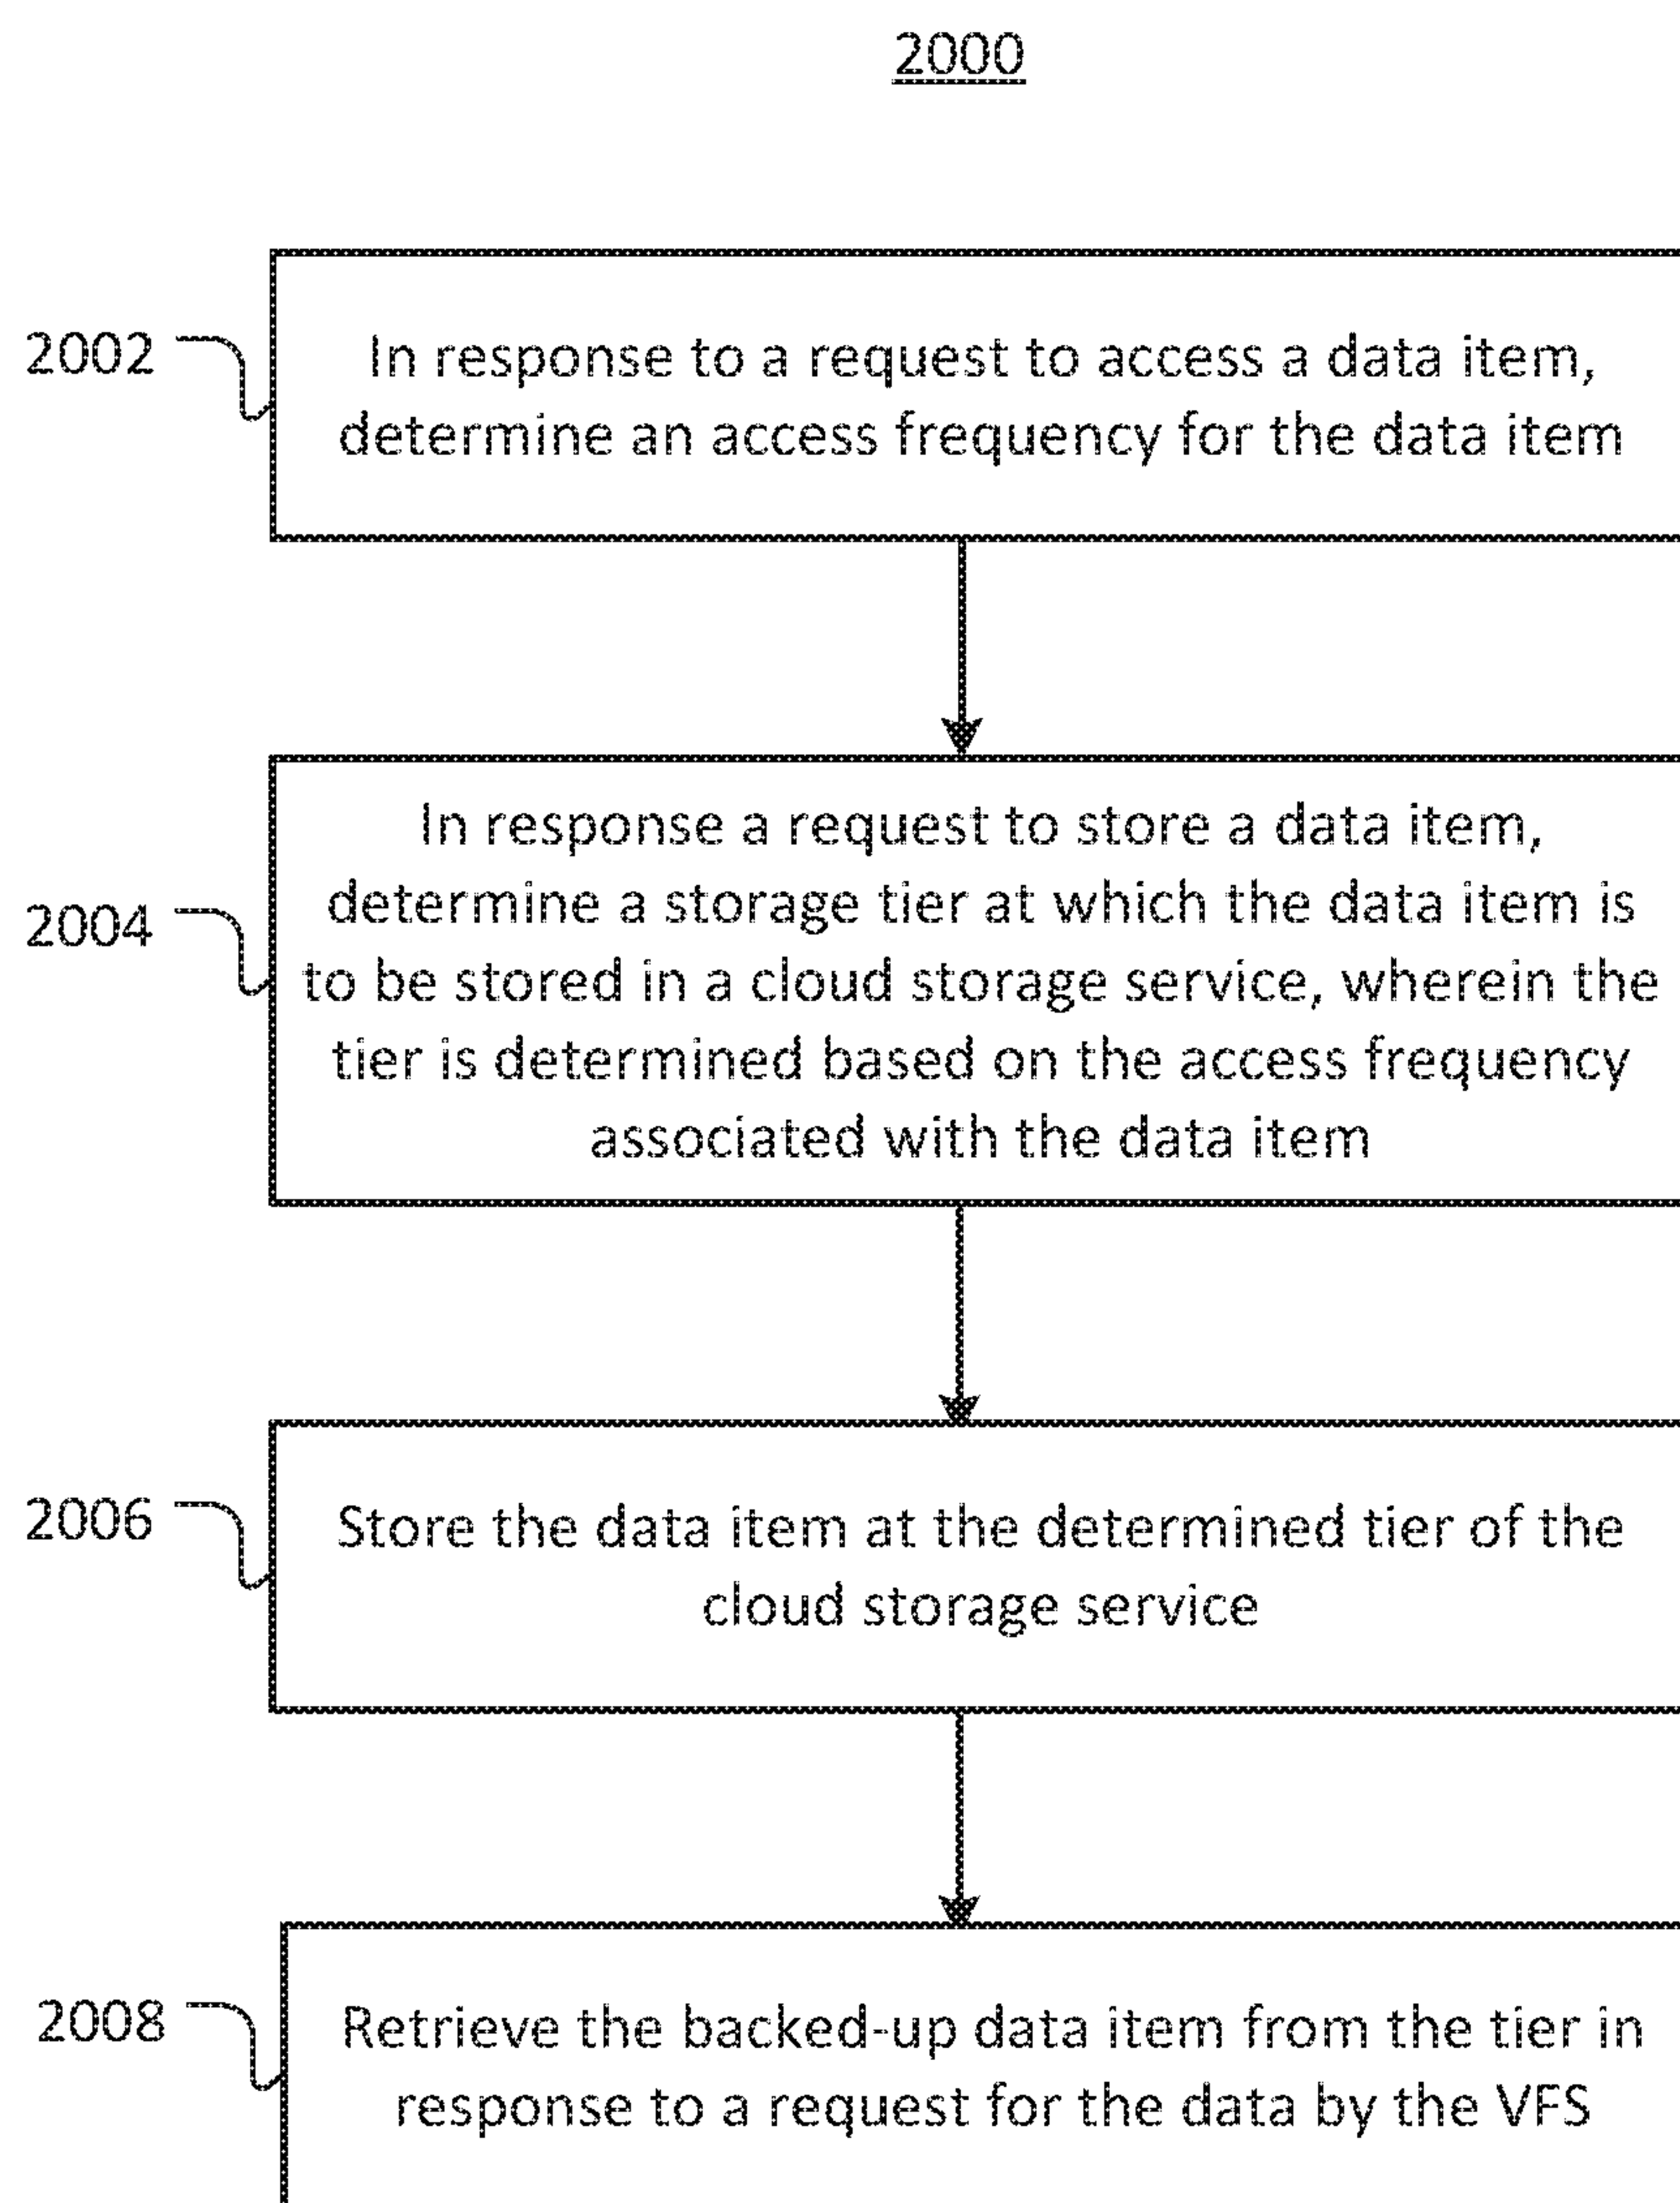 2000
2002
In response to a request to access a data item,
determine an access frequency for the data item
2004
In response a request to store a data item,
determine a storage tier at which the data item is
to be stored in a cloud storage service, wherein the
tier is determined based on the access frequency
associated with the data item
2006
Store the data item at the determined tier of the
cloud storage service
2008
Retrieve the backed-up data item from the tier in
response to a request for the data by the VFS